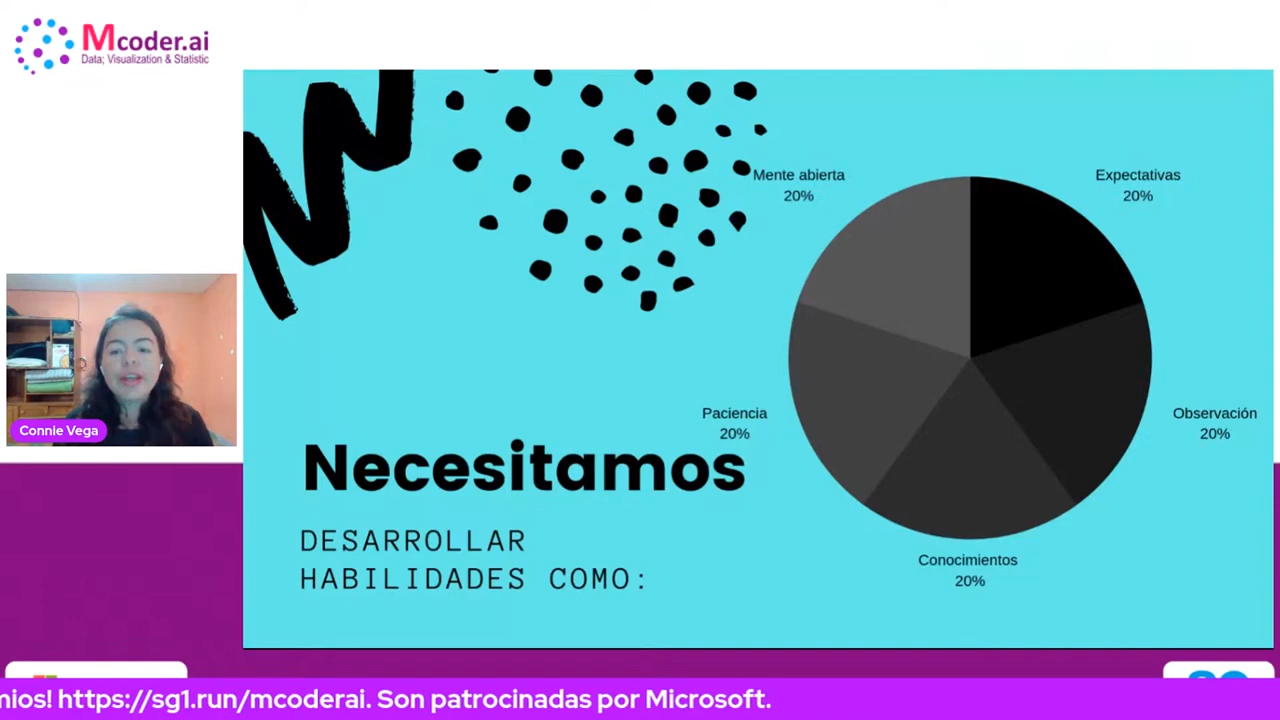 Mcoder.ai
Data; Visualization & Statistic
Mente abierta
20%
Expectativas
20%
Paciencia
20%
Observación
20%
Conocimientos
20%
Necesitamos
DESARROLLAR
HABILIDADES COMO:
Connie Vega
mios! https://sg1.run/mcoderai. Son patrocinadas por Microsoft.